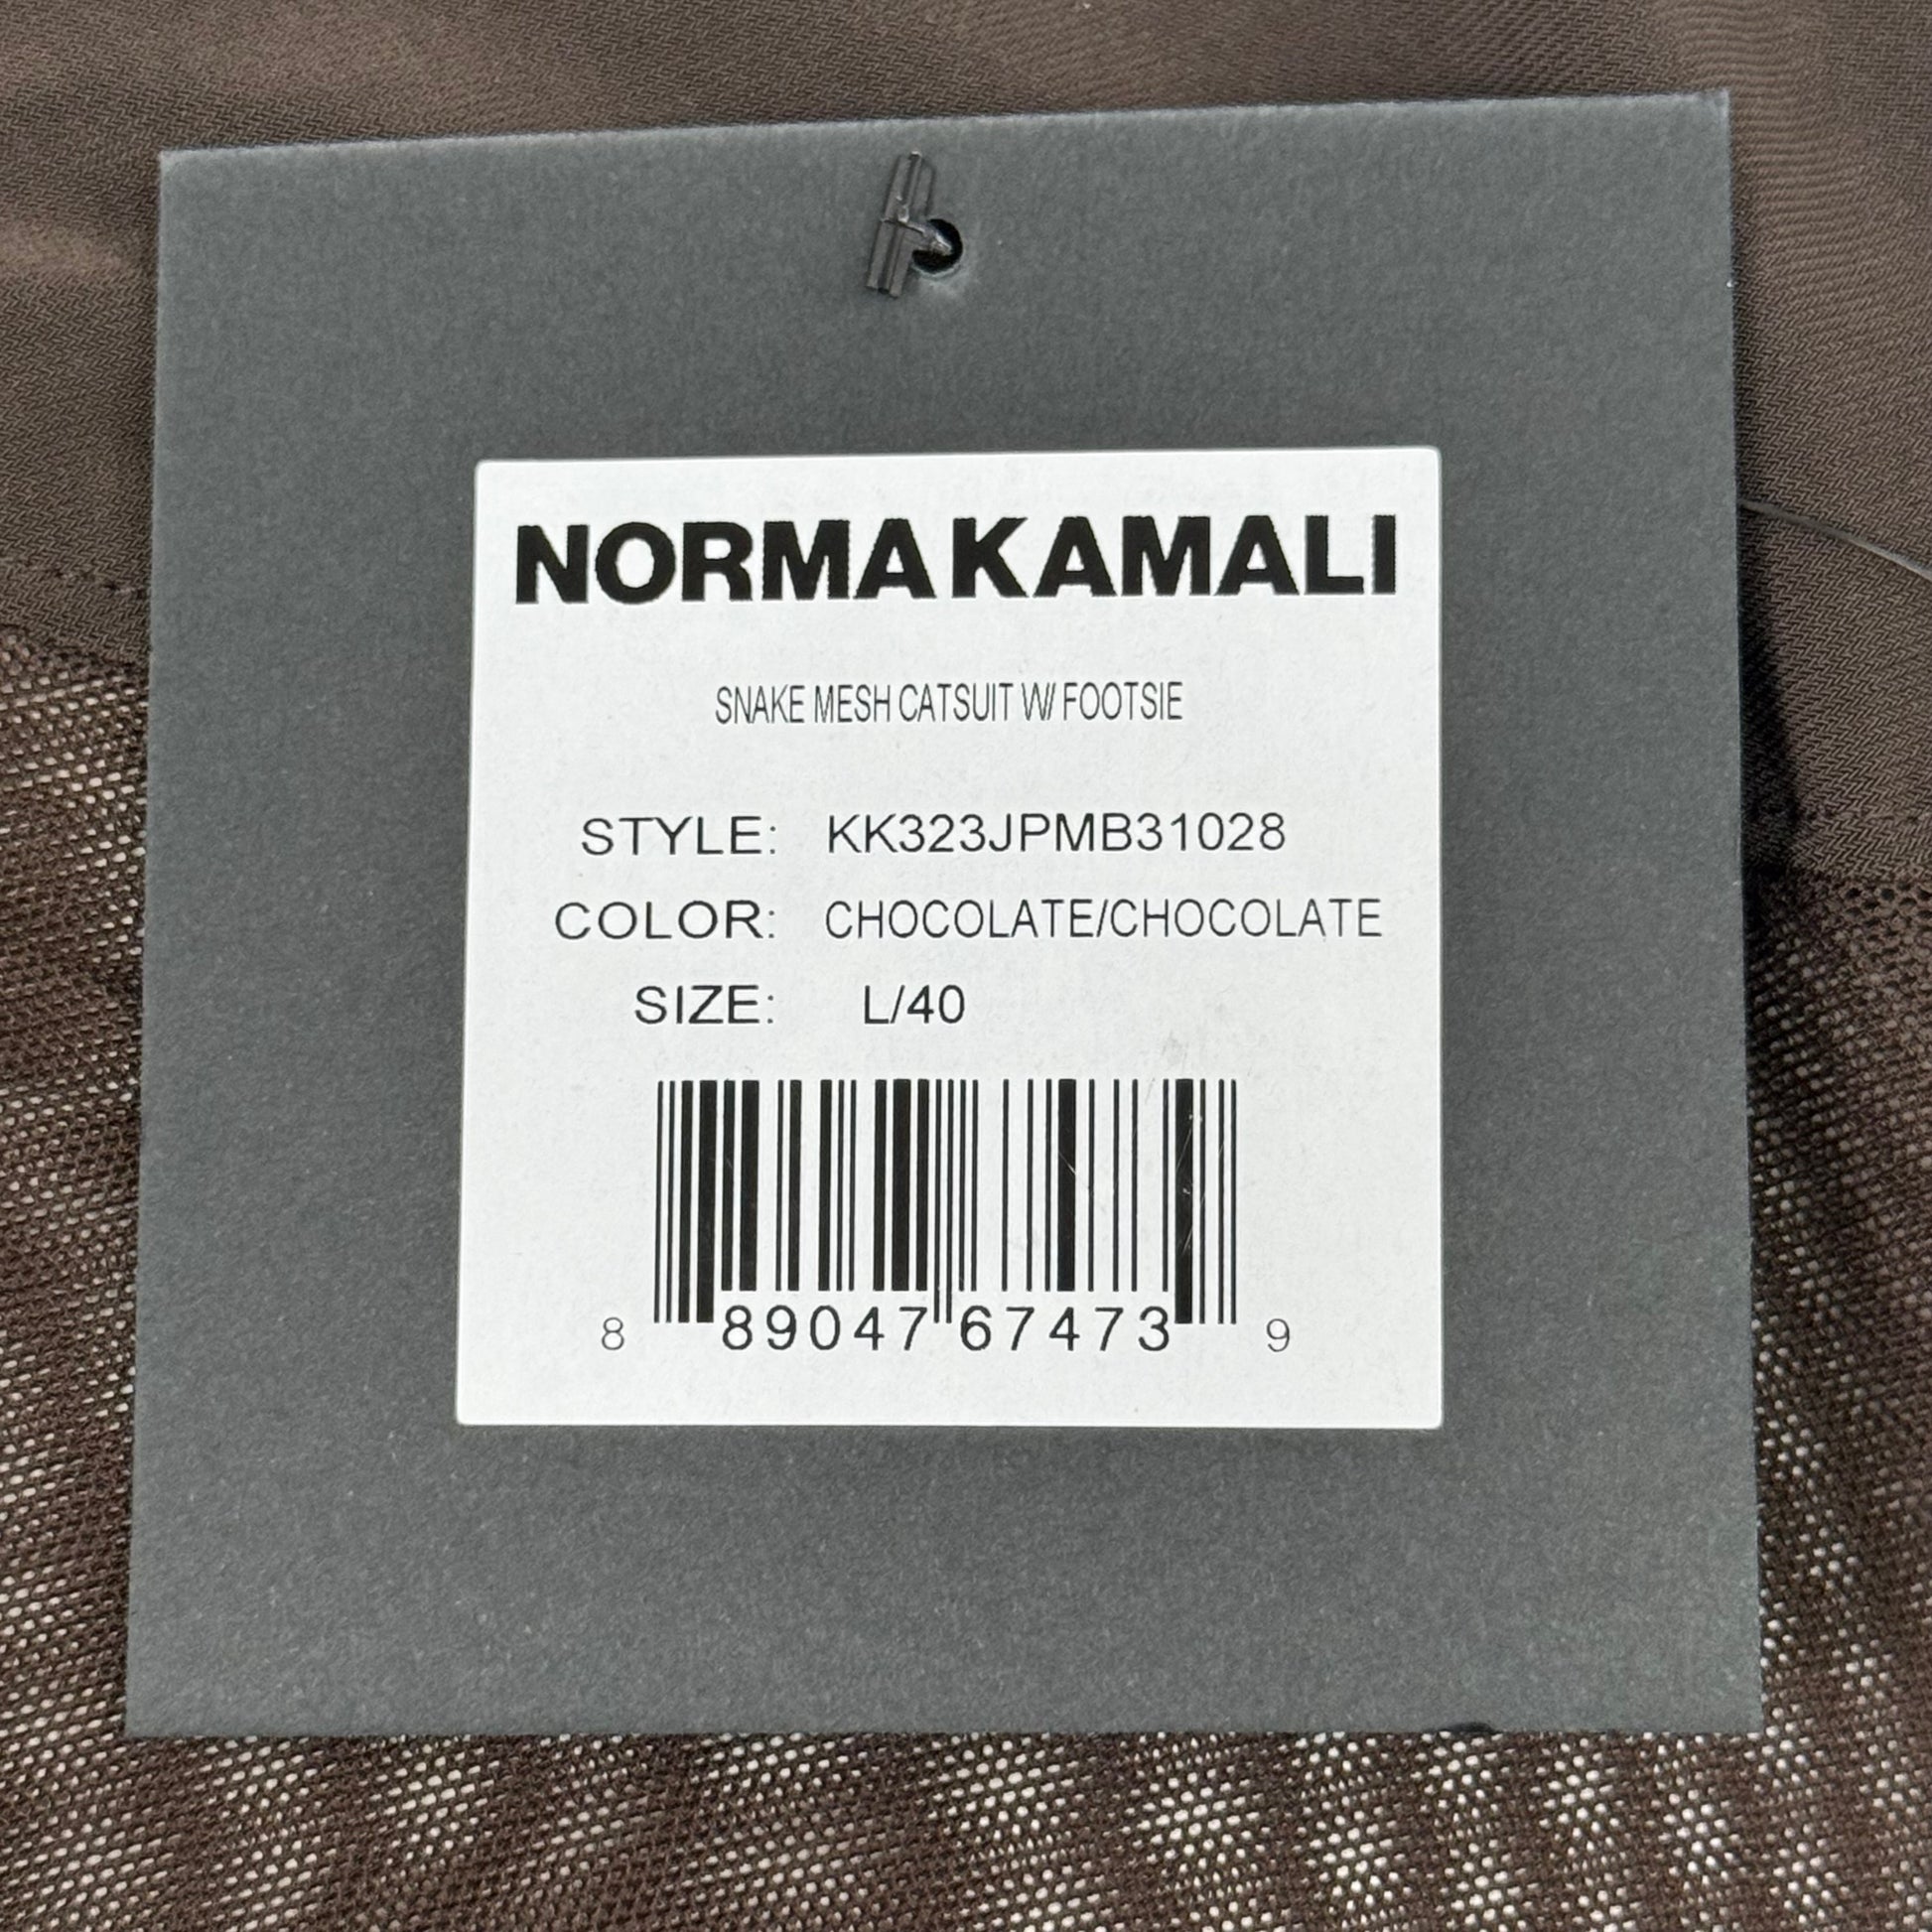 NORMA KAMALI
SNAKE MESH CATSUIT W/ FOOTSIE
STYLE: KK323JPMB31028
COLOR: CHOCOLATE/CHOCOLATE
SIZE: L/40
8 89047 67473 9